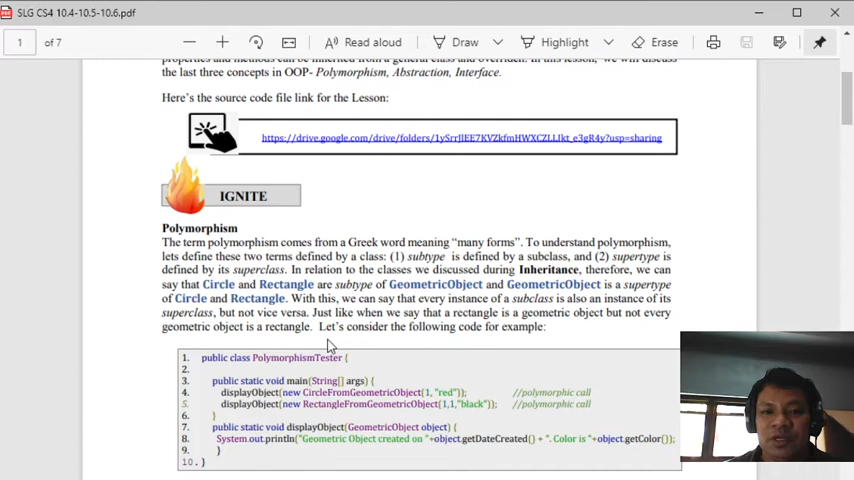 SLG CS4 10.4-10.5-10.6.pdf
1 of 7
Read aloud
Draw
Highlight
Erase
properties and methods can be inherited from a general class and overriden. In this lesson, we will discuss
the last three concepts in OOP- Polymorphism, Abstraction, Interface.
Here's the source code file link for the Lesson:
https://drive.google.com/drive/folders/1ySrrJlEE7KVZkfmHWXCZLLJkt_e3gR4y?usp=sharing
IGNITE
Polymorphism
The term polymorphism comes from a Greek word meaning “many forms”. To understand polymorphism,
lets define these two terms defined by a class: (1) subtype is defined by a subclass, and (2) supertype is
defined by its superclass. In relation to the classes we discussed during Inheritance, therefore, we can
say that Circle and Rectangle are subtype of GeometricObject and GeometricObject is a supertype
of Circle and Rectangle. With this, we can say that every instance of a subclass is also an instance of its
superclass, but not vice versa. Just like when we say that a rectangle is a geometric object but not every
geometric object is a rectangle. Let's consider the following code for example:
1. public class PolymorphismTester {
2.
3. public static void main(String[] args) {
4. displayObject(new CircleFromGeometricObject(1, "red")); //polymorphic call
5. displayObject(new RectangleFromGeometricObject(1,1,"black")); //polymorphic call
6. }
7. public static void displayObject(GeometricObject object) {
8. System.out.println("Geometric Object created on "+object.getDateCreated() + ". Color is "+object.getColor());
9. }
10. }